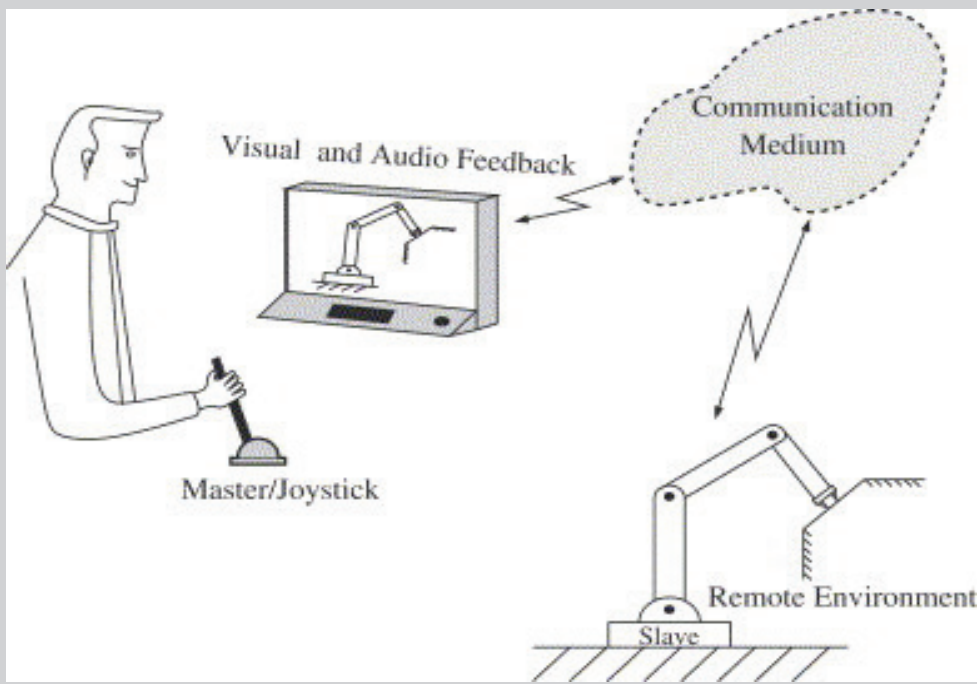 Communication
Medium
Visual and Audio Feedback
Master/Joystick
Remote Environment
Slave